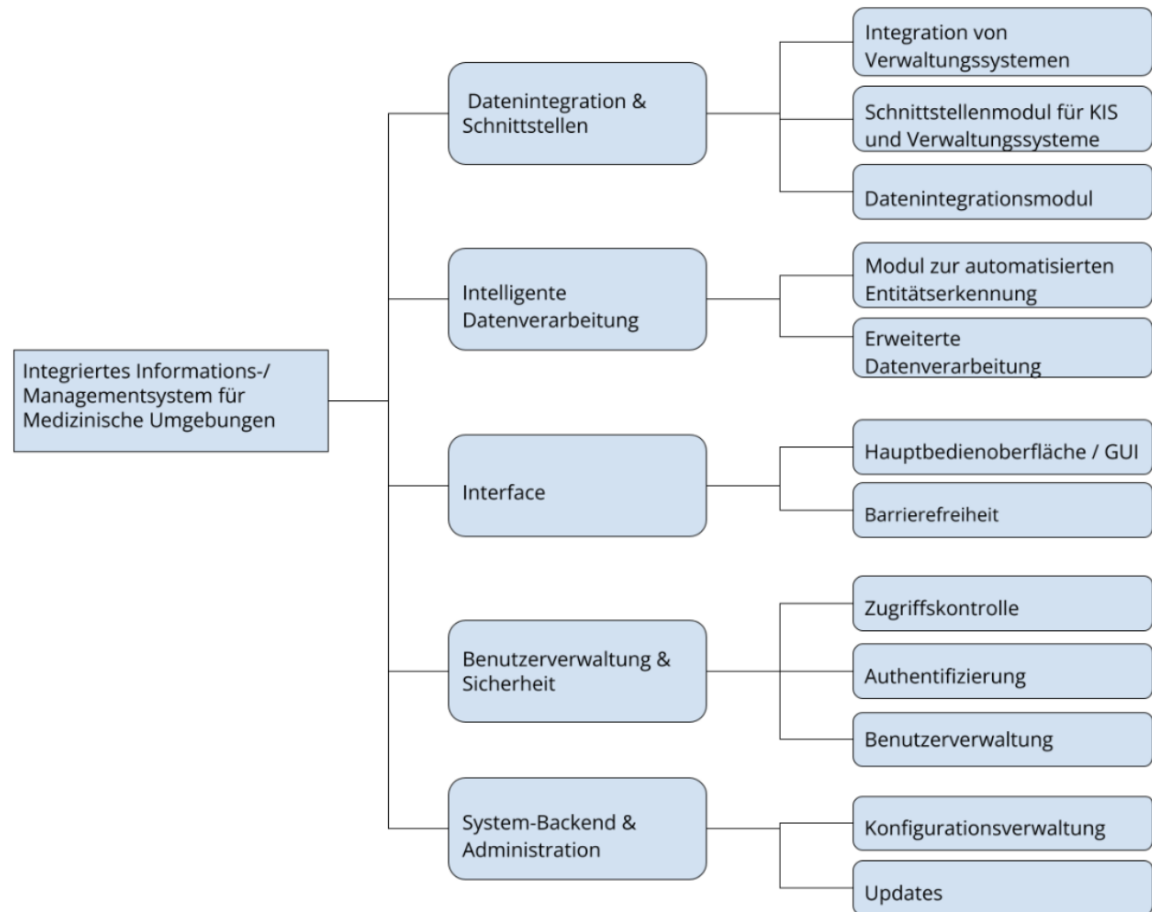 Integriertes Informations-/
Managementsystem für
Medizinische Umgebungen
Datenintegration &
Schnittstellen
Integration von
Verwaltungssystemen
Schnittstellenmodul für KIS
und Verwaltungssysteme
Datenintegrationsmodul
Intelligente
Datenverarbeitung
Modul zur automatisierten
Entitätserkennung
Erweiterte
Datenverarbeitung
Interface
Hauptbedienoberfläche / GUI
Barrierefreiheit
Benutzerverwaltung &
Sicherheit
Zugriffskontrolle
Authentifizierung
Benutzerverwaltung
System-Backend &
Administration
Konfigurationsverwaltung
Updates